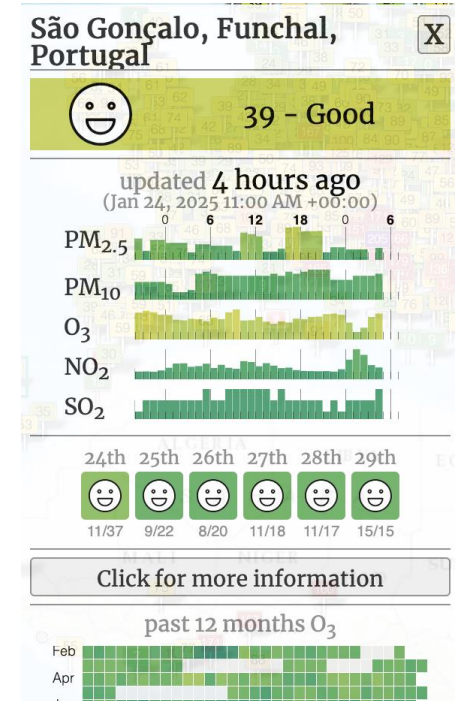 São Gonçalo, Funchal,
Portugal
X
39 - Good
updated 4 hours ago
(Jan 24, 2025 11:00 AM +00:00)
0 6 12 18 0 6
PM2.5
PM10
O3
NO2
SO2
24th 25th 26th 27th 28th 29th
11/37 9/22 8/20 11/18 11/17 15/15
Click for more information
past 12 months O3
Feb
Apr